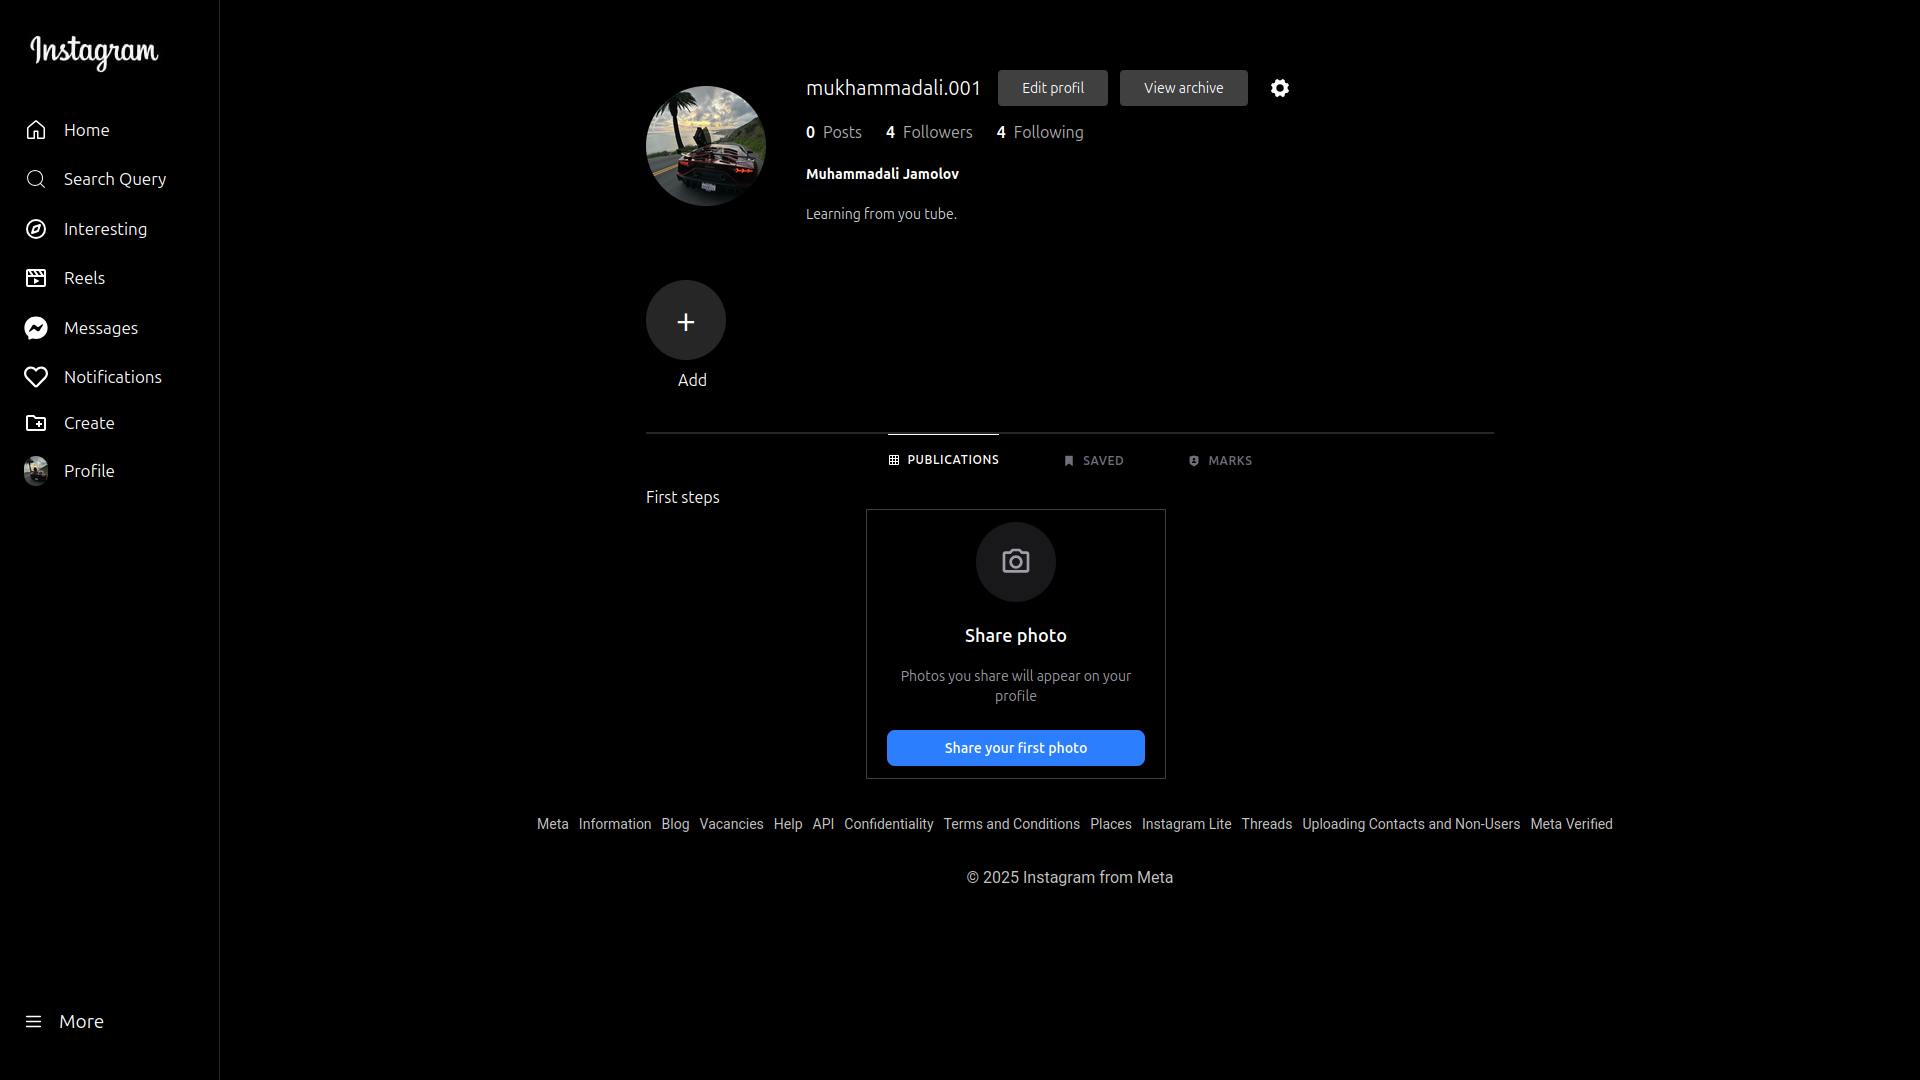 Instagram
Home
Search Query
Interesting
Reels
Messages
Notifications
Create
Profile
More
mukhammadali.001 Edit profil View archive
0 Posts 4 Followers 4 Following
Muhammadali Jamolov
Learning from you tube.
+
Add
PUBLICATIONS SAVED MARKS
First steps
Share photo
Photos you share will appear on your
profile
Share your first photo
Meta Information Blog Vacancies Help API Confidentiality Terms and Conditions Places Instagram Lite Threads Uploading Contacts and Non-Users Meta Verified
© 2025 Instagram from Meta